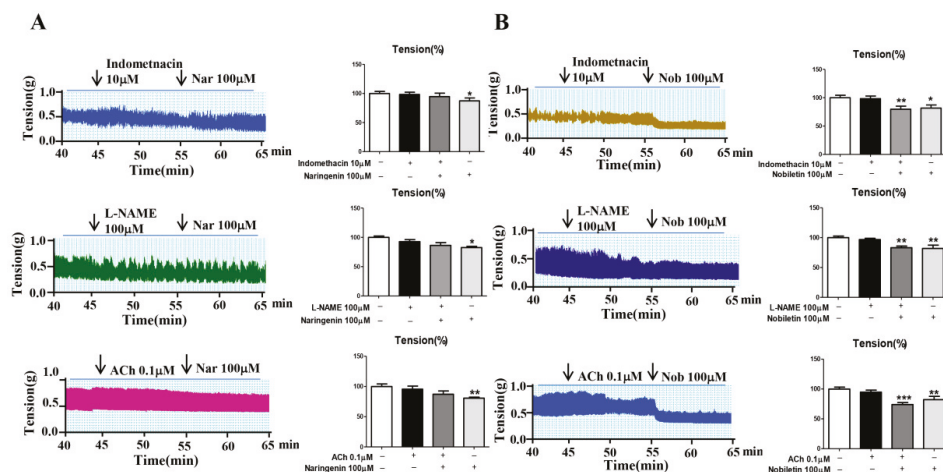 A
B
Indometnacin
10μM
Nar 100μM
Tension(g)
1.0
0.5
0.0
40 45 50 55 60 65 min
Time(min)
Tension(%)
100
50
0
Indomethacin 10μM – + + –
Naringenin 100μM – – + +
*
Indometnacin
10μM
Nob 100μM
Tension(g)
1.0
0.5
0.0
40 45 50 55 60 65 min
Time(min)
Tension(%)
100
50
0
** *
Indomethacin 10μM – + + –
Nobiletin 100μM – – + +
L-NAME
100μM
Nar 100μM
Tension(g)
1.0
0.5
0.0
40 45 50 55 60 65 min
Time(min)
Tension(%)
100
50
0
*
L-NAME 100μM – + + –
Naringenin 100μM – – + +
L-NAME
100μM
Nob 100μM
Tension(g)
1.0
0.5
0.0
40 45 50 55 60 65 min
Time(min)
Tension(%)
100
50
0
** **
L-NAME 100μM – + + –
Nobiletin 100μM – – + +
ACh 0.1μM Nar 100μM
Tension(g)
1.0
0.5
0.0
40 45 50 55 60 65 min
Time(min)
Tension(%)
100
50
0
**
ACh 0.1μM – + + –
Naringenin 100μM – – + +
ACh 0.1μM Nob 100μM
Tension(g)
1.0
0.5
0.0
40 45 50 55 60 65 min
Time(min)
Tension(%)
100
50
0
*** **
ACh 0.1μM – + + –
Nobiletin 100μM – – + +